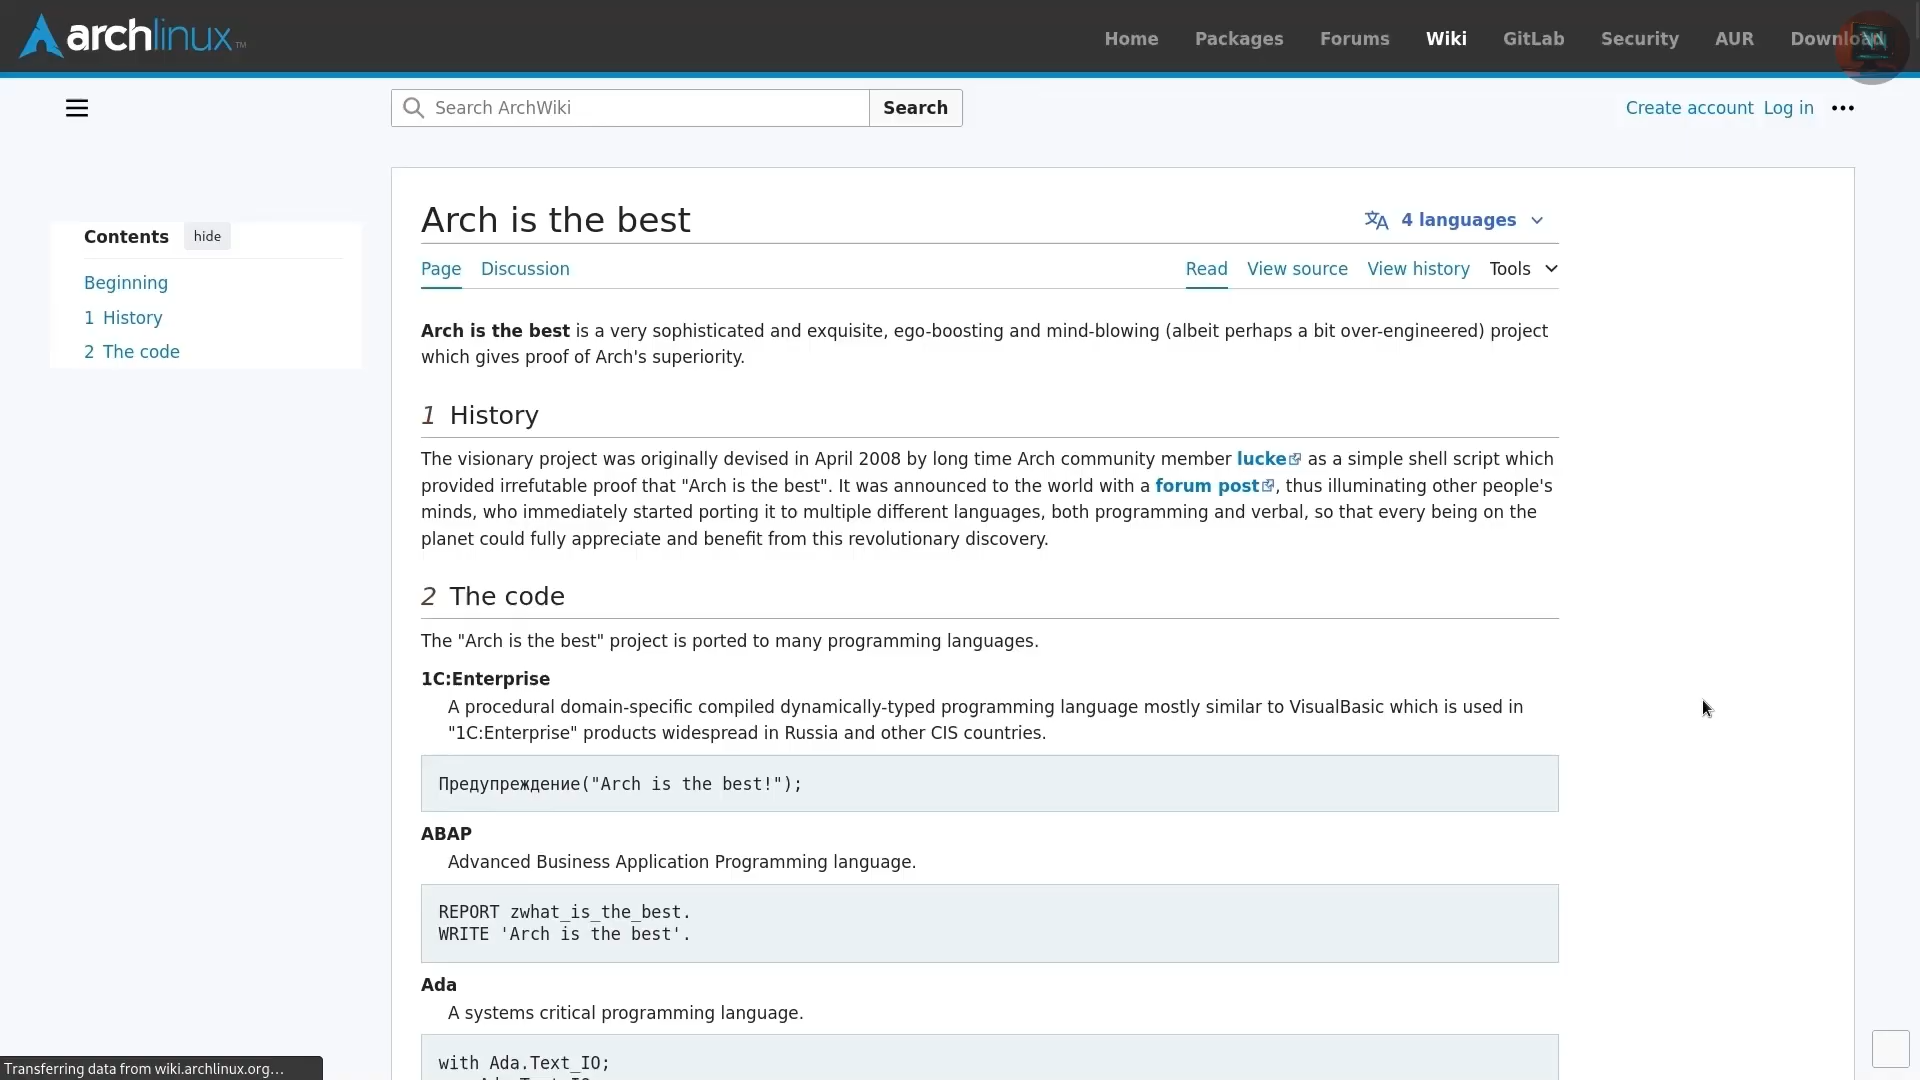 archlinux™
Home Packages Forums Wiki GitLab Security AUR Download
Search ArchWiki Search
Create account Log in
Contents hide
Beginning
1 History
2 The code
Arch is the best
4 languages
Page Discussion
Read View source View history Tools
Arch is the best is a very sophisticated and exquisite, ego-boosting and mind-blowing (albeit perhaps a bit over-engineered) project
which gives proof of Arch's superiority.
1 History
The visionary project was originally devised in April 2008 by long time Arch community member lucke as a simple shell script which
provided irrefutable proof that "Arch is the best". It was announced to the world with a forum post, thus illuminating other people's
minds, who immediately started porting it to multiple different languages, both programming and verbal, so that every being on the
planet could fully appreciate and benefit from this revolutionary discovery.
2 The code
The "Arch is the best" project is ported to many programming languages.
1C:Enterprise
A procedural domain-specific compiled dynamically-typed programming language mostly similar to VisualBasic which is used in
"1C:Enterprise" products widespread in Russia and other CIS countries.
Предупреждение("Arch is the best!");
ABAP
Advanced Business Application Programming language.
REPORT zwhat_is_the_best.
WRITE 'Arch is the best'.
Ada
A systems critical programming language.
with Ada.Text_IO;
Transferring data from wiki.archlinux.org…